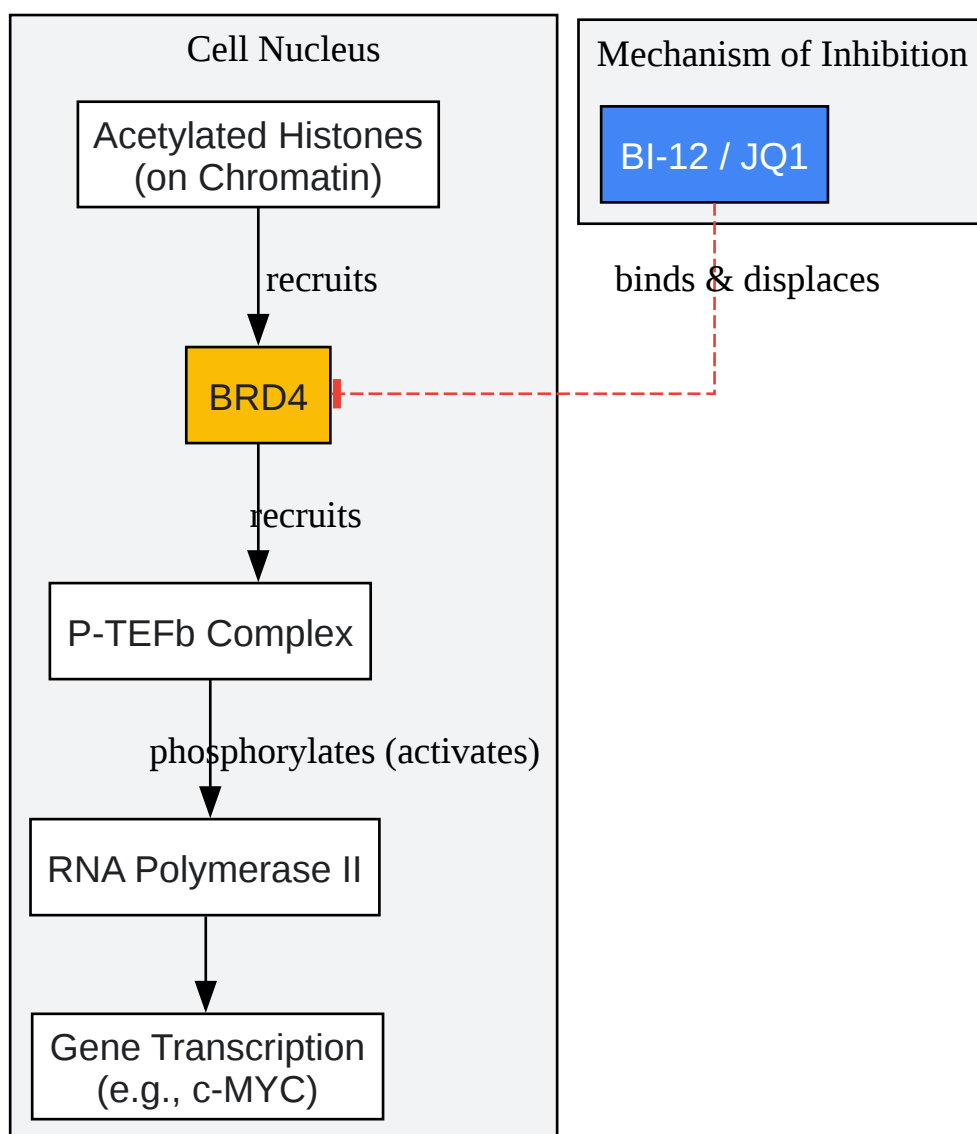 Cell Nucleus
Mechanism of Inhibition
Acetylated Histones
(on Chromatin)
BI-12 / JQ1
recruits
binds & displaces
BRD4
recruits
P-TEFb Complex
phosphorylates (activates)
RNA Polymerase II
Gene Transcription
(e.g., c-MYC)